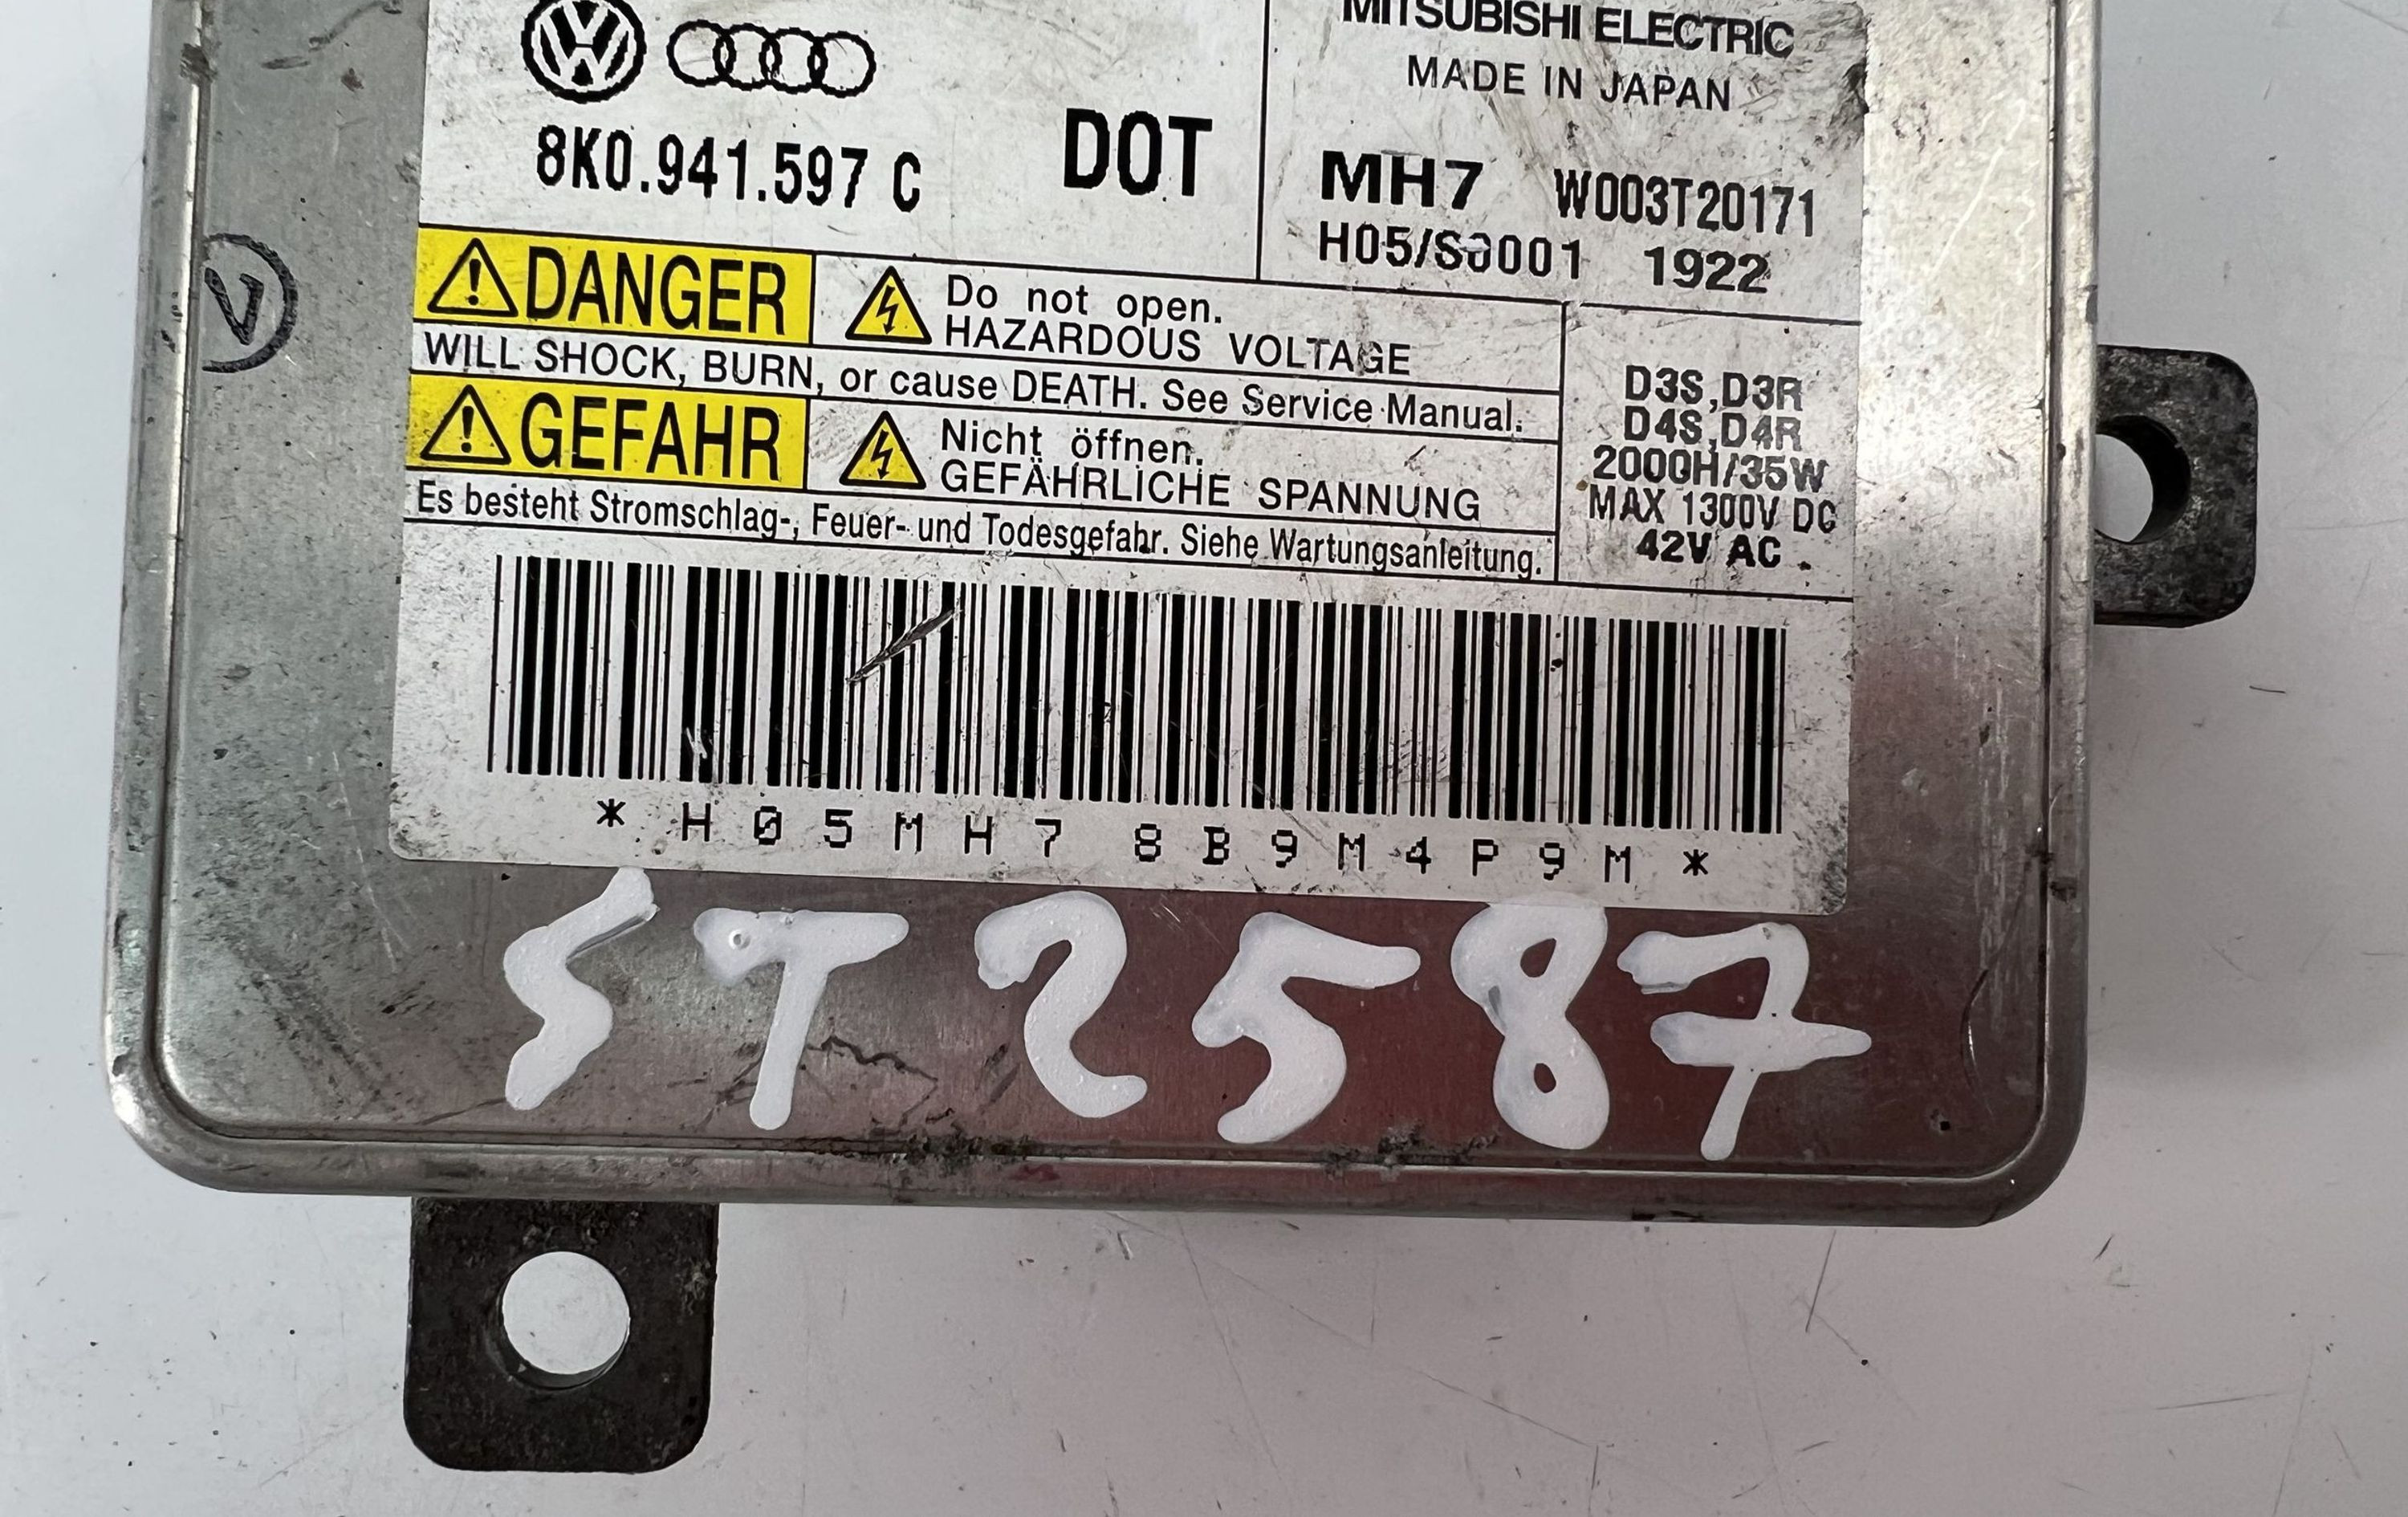 MITSUBISHI ELECTRIC
MADE IN JAPAN
8K0.941.597 C
DOT
MH7 W003T20171
H05/S0001 1922
DANGER
Do not open.
HAZARDOUS VOLTAGE
WILL SHOCK, BURN, or cause DEATH. See Service Manual.
GEFAHR
Nicht öffnen.
GEFÄHRLICHE SPANNUNG
Es besteht Stromschlag-, Feuer- und Todesgefahr. Siehe Wartungsanleitung.
D3S,D3R
D4S,D4R
2000H/35W
MAX 1300V DC
42V AC
*H05MH7 8B9M4P9M*
ST2587